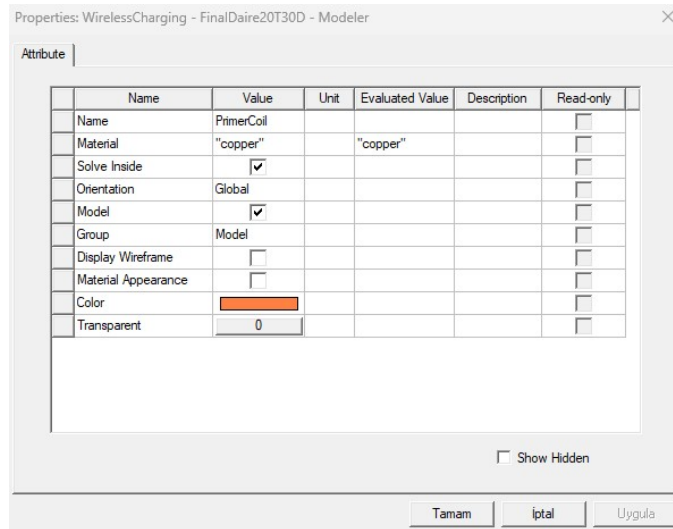 Properties: WirelessCharging - FinalDaire20T30D - Modeler
Attribute
Name Value Unit Evaluated Value Description Read-only
Name PrimerCoil
Material "copper" "copper"
Solve Inside
Orientation Global
Model
Group Model
Display Wireframe
Material Appearance
Color
Transparent 0
Show Hidden
Tamam İptal Uygula